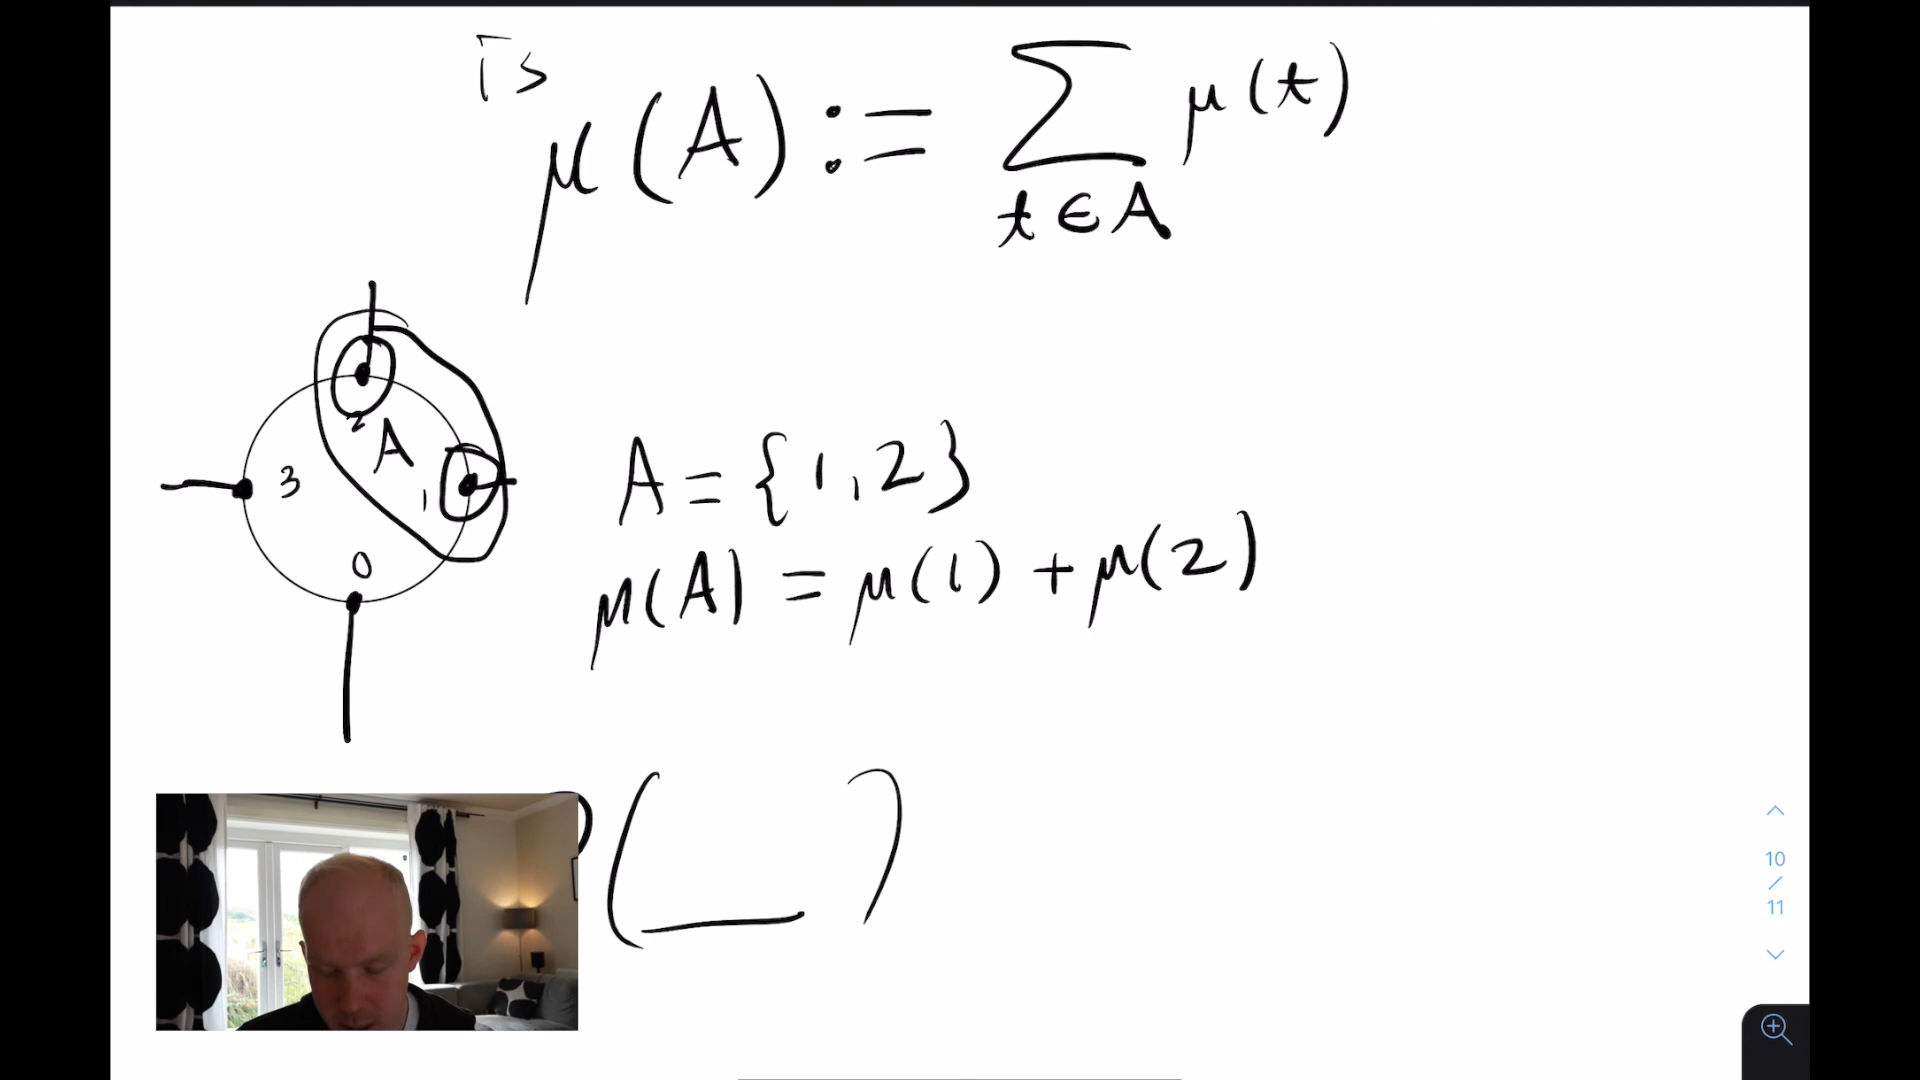 is
μ(A) := ∑ μ(t)
t ∈ A
2
A
3
1
0
A = {1, 2}
μ(A) = μ(1) + μ(2)
( _ )
10
/
11